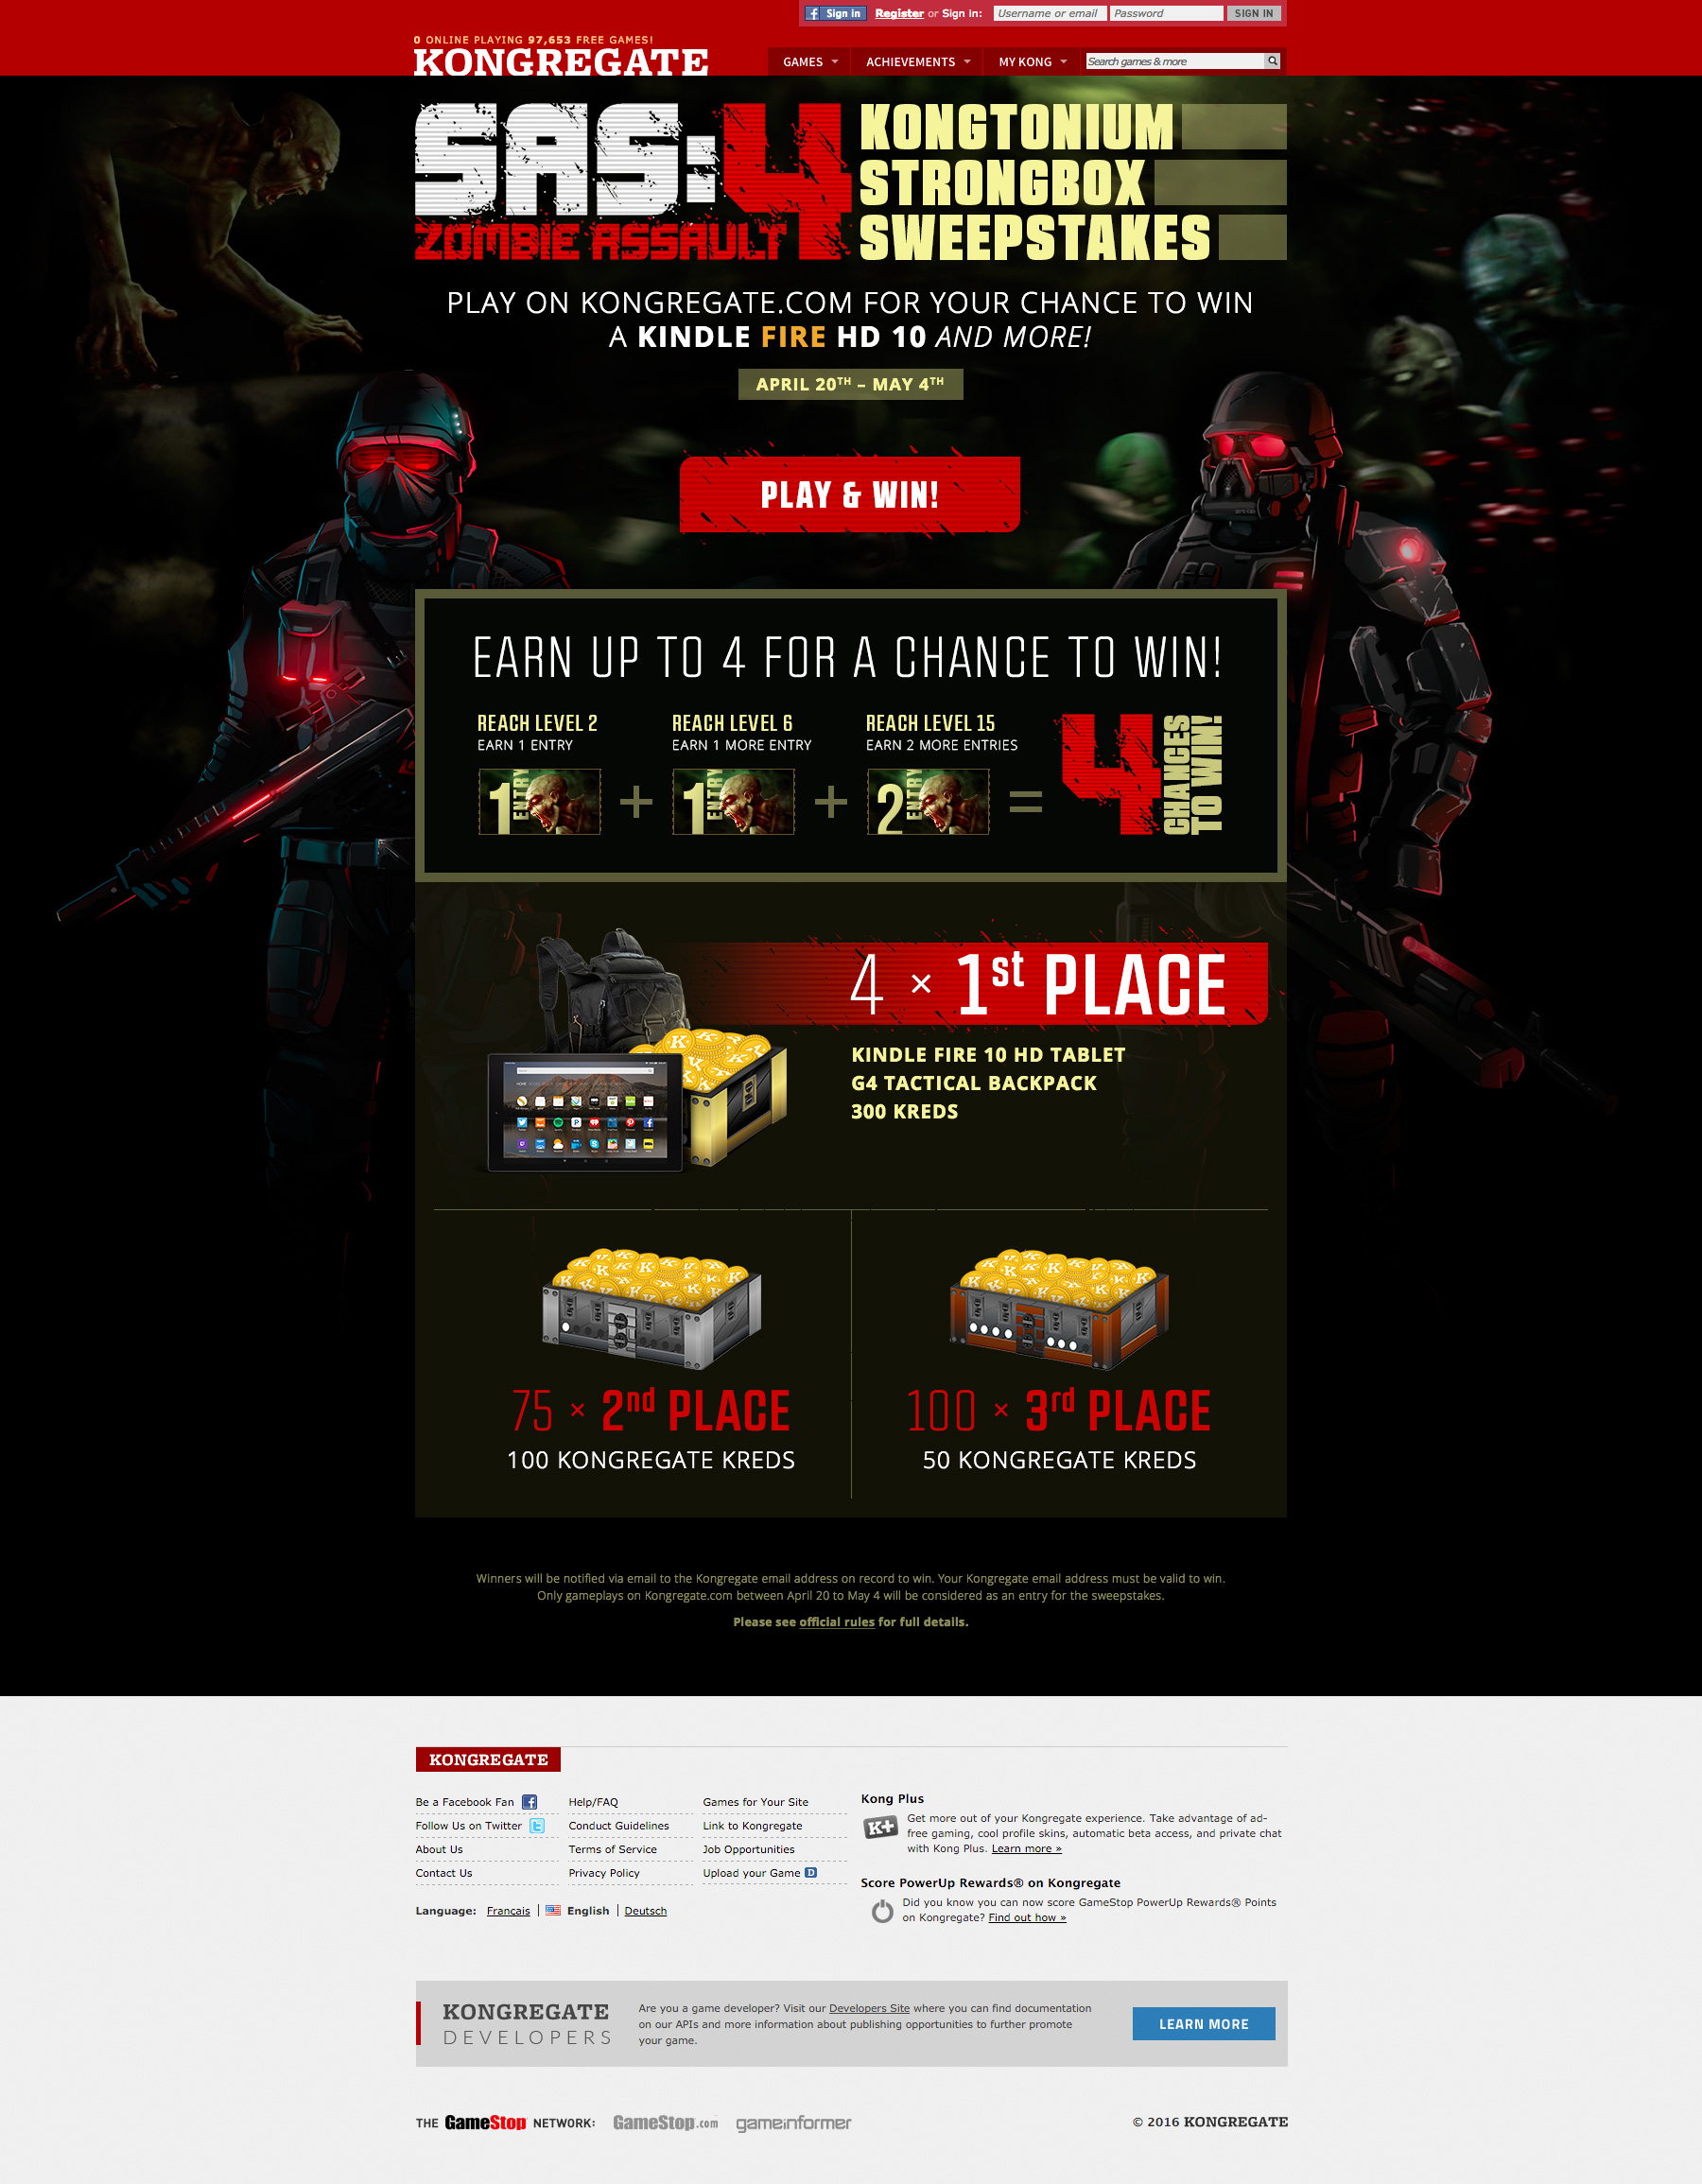 Sign in Register or Sign in: Username or email Password SIGN IN
0 ONLINE PLAYING 97,653 FREE GAMES!
KONGREGATE
GAMES ACHIEVEMENTS MY KONG Search games & more
SAS:4
ZOMBIE ASSAULT
KONGTONIUM
STRONGBOX
SWEEPSTAKES
PLAY ON KONGREGATE.COM FOR YOUR CHANCE TO WIN
A KINDLE FIRE HD 10 AND MORE!
APRIL 20TH – MAY 4TH
PLAY & WIN!
EARN UP TO 4 FOR A CHANCE TO WIN!
REACH LEVEL 2
EARN 1 ENTRY
1 ENTRY
+
REACH LEVEL 6
EARN 1 MORE ENTRY
1 ENTRY
+
REACH LEVEL 15
EARN 2 MORE ENTRIES
2 ENTRY
=
4 CHANCES
TO WIN!
4 × 1st PLACE
KINDLE FIRE 10 HD TABLET
G4 TACTICAL BACKPACK
300 KREDS
75 × 2nd PLACE
100 KONGREGATE KREDS
100 × 3rd PLACE
50 KONGREGATE KREDS
Winners will be notified via email to the Kongregate email address on record to win. Your Kongregate email address must be valid to win.
Only gameplays on Kongregate.com between April 20 to May 4 will be considered as an entry for the sweepstakes.
Please see official rules for full details.
KONGREGATE
Be a Facebook Fan
Follow Us on Twitter
About Us
Contact Us
Help/FAQ
Conduct Guidelines
Terms of Service
Privacy Policy
Games for Your Site
Link to Kongregate
Job Opportunities
Upload your Game
Language: Français | English | Deutsch
Kong Plus
K+
Get more out of your Kongregate experience. Take advantage of ad-
free gaming, cool profile skins, automatic beta access, and private chat
with Kong Plus. Learn more »
Score PowerUp Rewards® on Kongregate
Did you know you can now score GameStop PowerUp Rewards® Points
on Kongregate? Find out how »
KONGREGATE
DEVELOPERS
Are you a game developer? Visit our Developers Site where you can find documentation
on our APIs and more information about publishing opportunities to further promote
your game.
LEARN MORE
THE GameStop NETWORK: GameStop.com gameinformer
© 2016 KONGREGATE